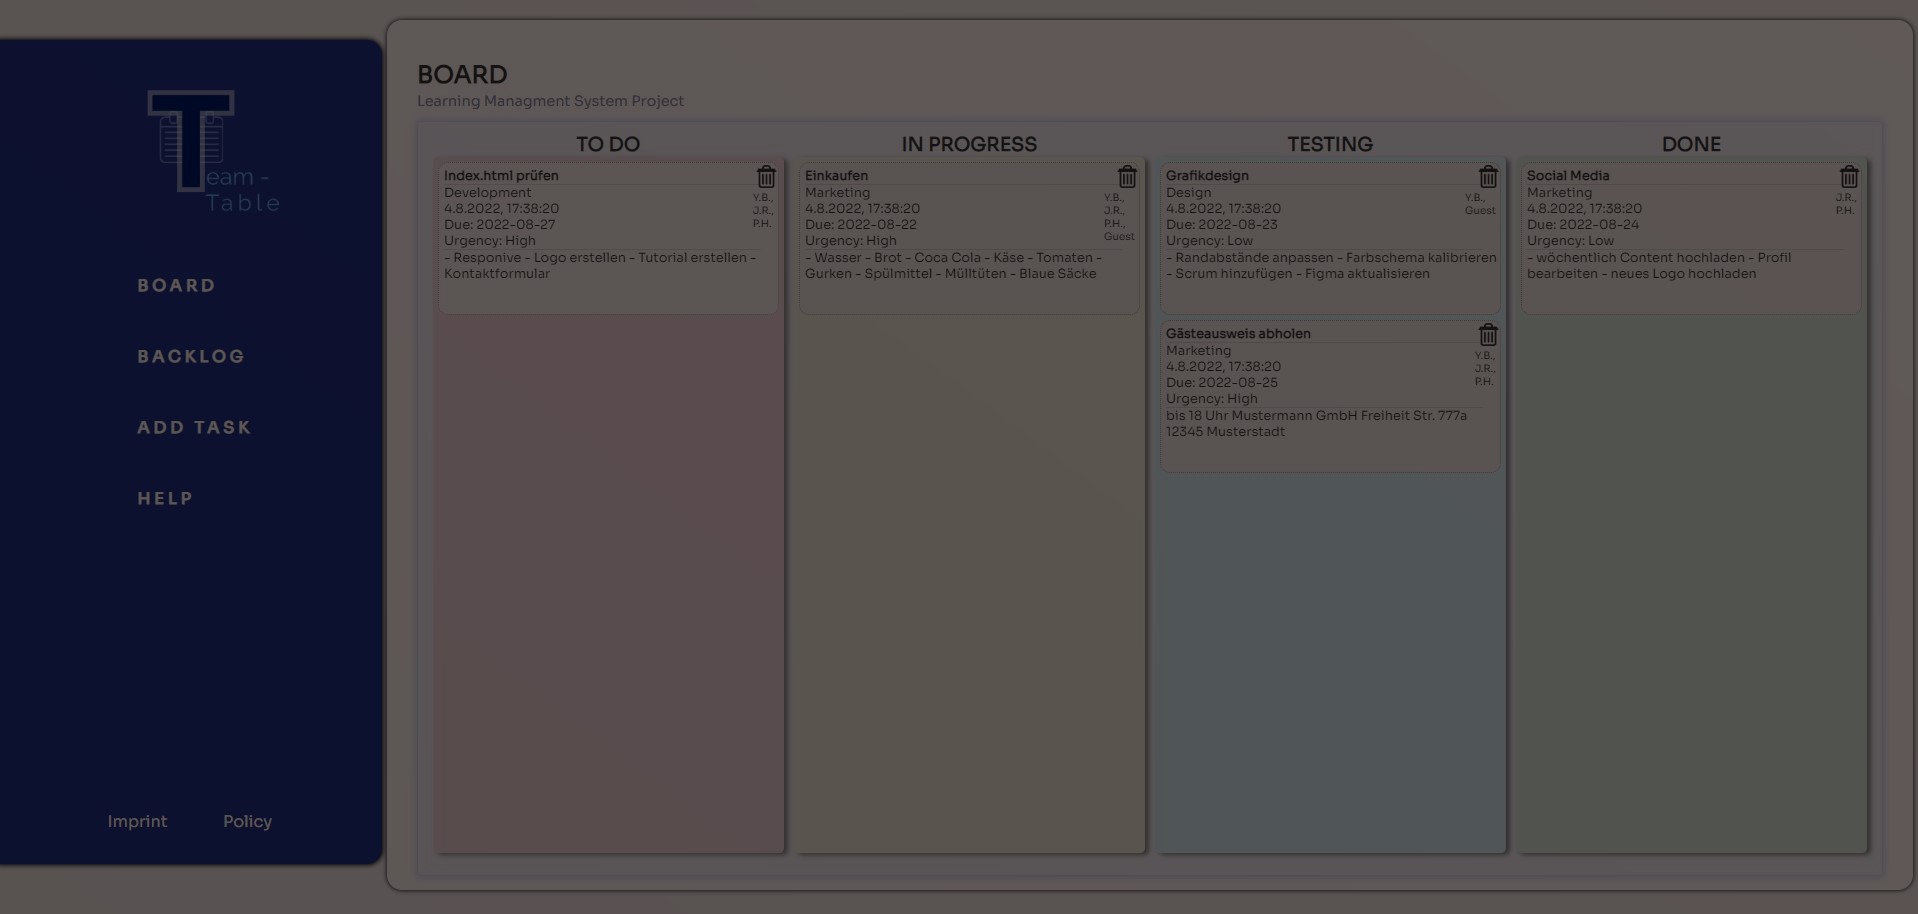 Team -
Table
BOARD
BACKLOG
ADD TASK
HELP
Imprint
Policy
BOARD
Learning Managment System Project
TO DO
Index.html prüfen
Development
4.8.2022, 17:38:20
Due: 2022-08-27
Urgency: High
Y.B.,
J.R.,
P.H.
- Responive - Logo erstellen - Tutorial erstellen -
Kontaktformular
IN PROGRESS
Einkaufen
Marketing
4.8.2022, 17:38:20
Due: 2022-08-22
Urgency: High
Y.B.,
J.R.,
P.H.,
Guest
- Wasser - Brot - Coca Cola - Käse - Tomaten -
Gurken - Spülmittel - Mülltüten - Blaue Säcke
TESTING
Grafikdesign
Design
4.8.2022, 17:38:20
Due: 2022-08-23
Urgency: Low
Y.B.,
Guest
- Randabstände anpassen - Farbschema kalibrieren
- Scrum hinzufügen - Figma aktualisieren
Gästeausweis abholen
Marketing
4.8.2022, 17:38:20
Due: 2022-08-25
Urgency: High
Y.B.,
J.R.,
P.H.
bis 18 Uhr Mustermann GmbH Freiheit Str. 777a
12345 Musterstadt
DONE
Social Media
Marketing
4.8.2022, 17:38:20
Due: 2022-08-24
Urgency: Low
J.R.,
P.H.
- wöchentlich Content hochladen - Profil
bearbeiten - neues Logo hochladen